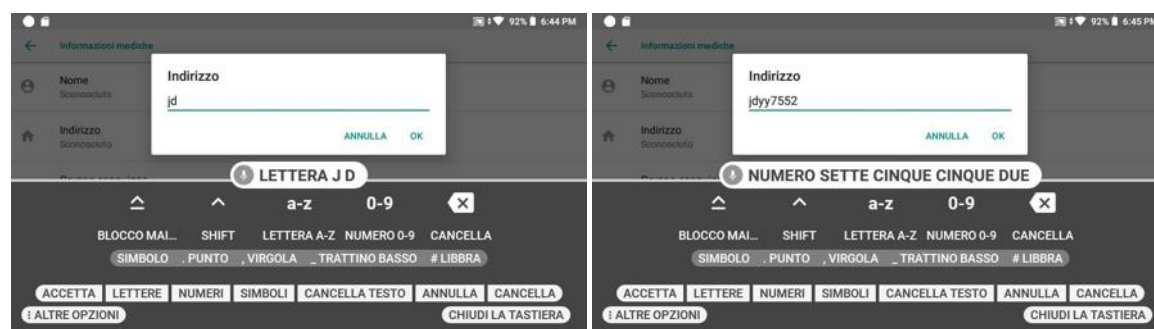 92% 6:44 PM
Informazioni mediche
Nome
Sconosciuto
Indirizzo
Sconosciuto
Indirizzo
jd
ANNULLA OK
LETTERA J D
a-z 0-9
BLOCCO MAI... SHIFT LETTERA A-Z NUMERO 0-9 CANCELLA
SIMBOLO . PUNTO , VIRGOLA _ TRATTINO BASSO # LIBBRA
ACCETTA LETTERE NUMERI SIMBOLI CANCELLA TESTO ANNULLA CANCELLA
ALTRE OPZIONI CHIUDI LA TASTIERA
92% 6:45 PM
Informazioni mediche
Nome
Sconosciuto
Indirizzo
Sconosciuto
Indirizzo
jdyy7552
ANNULLA OK
NUMERO SETTE CINQUE CINQUE DUE
a-z 0-9
BLOCCO MAI... SHIFT LETTERA A-Z NUMERO 0-9 CANCELLA
SIMBOLO . PUNTO , VIRGOLA _ TRATTINO BASSO # LIBBRA
ACCETTA LETTERE NUMERI SIMBOLI CANCELLA TESTO ANNULLA CANCELLA
ALTRE OPZIONI CHIUDI LA TASTIERA